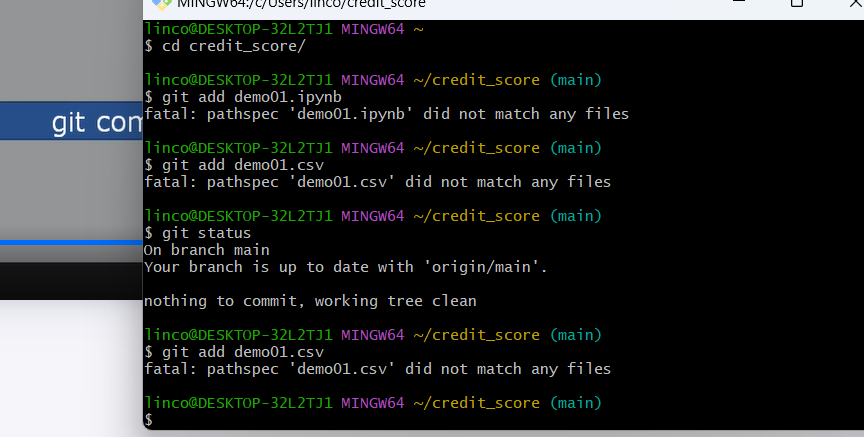 MINGW64:/c/Users/linco/credit_score
linco@DESKTOP-32L2TJ1 MINGW64 ~
$ cd credit_score/
linco@DESKTOP-32L2TJ1 MINGW64 ~/credit_score (main)
$ git add demo01.ipynb
fatal: pathspec 'demo01.ipynb' did not match any files
linco@DESKTOP-32L2TJ1 MINGW64 ~/credit_score (main)
$ git add demo01.csv
fatal: pathspec 'demo01.csv' did not match any files
linco@DESKTOP-32L2TJ1 MINGW64 ~/credit_score (main)
$ git status
On branch main
Your branch is up to date with 'origin/main'.
nothing to commit, working tree clean
linco@DESKTOP-32L2TJ1 MINGW64 ~/credit_score (main)
$ git add demo01.csv
fatal: pathspec 'demo01.csv' did not match any files
linco@DESKTOP-32L2TJ1 MINGW64 ~/credit_score (main)
$
git com